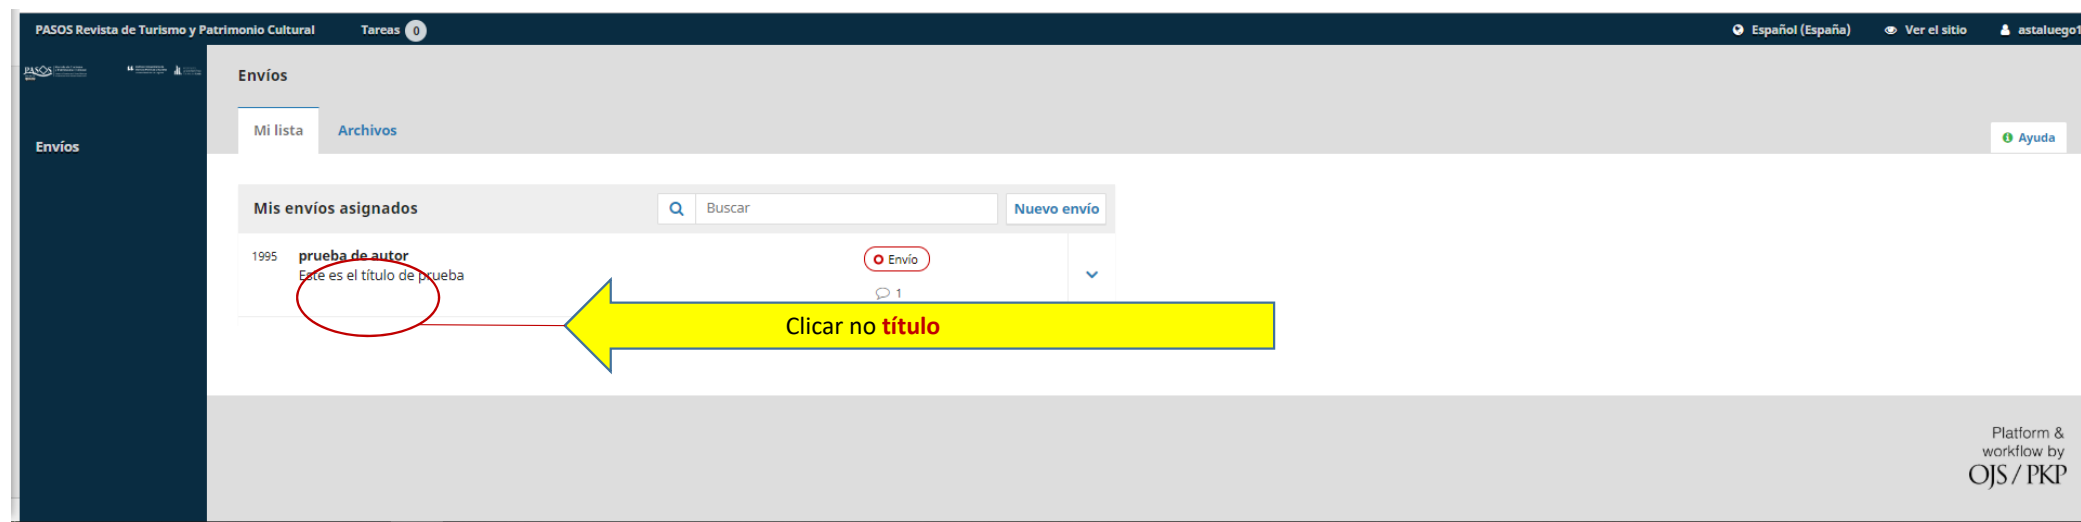 PASOS Revista de Turismo y Patrimonio Cultural Tareas 0 Español (España) Ver el sitio astaluego1
PASOS
Envíos
Mi lista Archivos
Envíos
Ayuda
Mis envíos asignados Buscar Nuevo envío
1995 prueba de autor Envío
Este es el título de prueba
1
Clicar no título
Platform &
workflow by
OJS / PKP